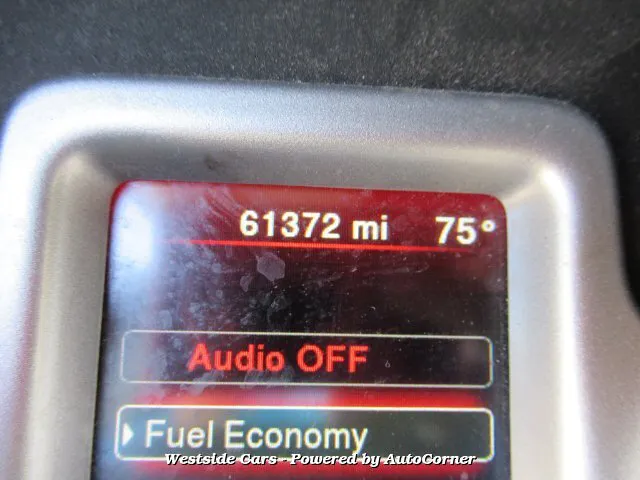 61372 mi 75°
Audio OFF
Fuel Economy
Westside Cars - Powered by AutoCorner